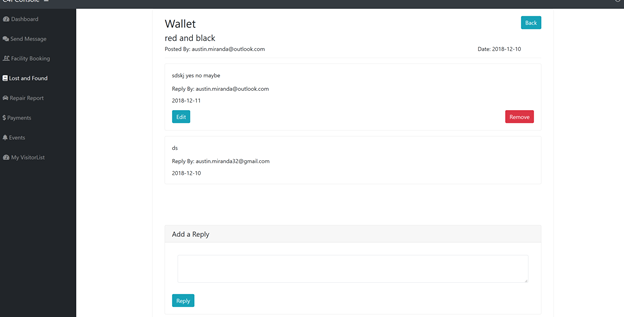 Console
Dashboard
Send Message
Facility Booking
Lost and Found
Repair Report
Payments
Events
My VisitorList
Wallet
Back
red and black
Posted By: austin.miranda@outlook.com
Date: 2018-12-10
sdskj yes no maybe
Reply By: austin.miranda@outlook.com
2018-12-11
Edit
Remove
ds
Reply By: austin.miranda32@gmail.com
2018-12-10
Add a Reply
Reply